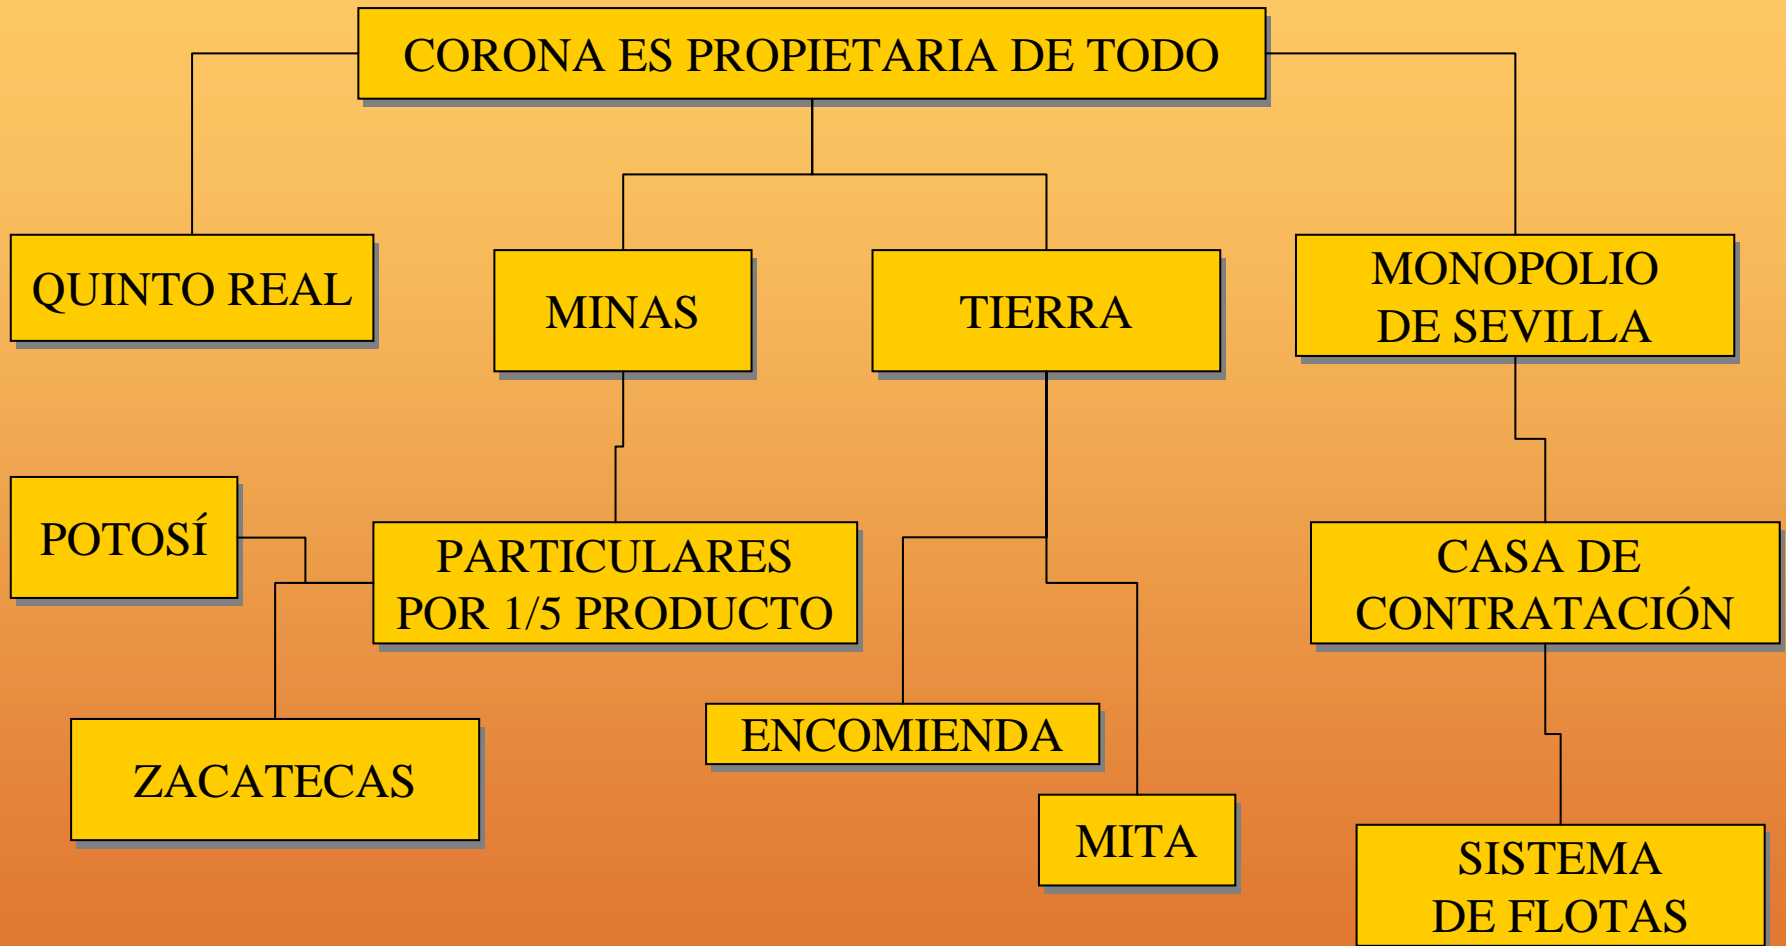 CORONA ES PROPIETARIA DE TODO
QUINTO REAL
MINAS
TIERRA
MONOPOLIO
DE SEVILLA
POTOSÍ
PARTICULARES
POR 1/5 PRODUCTO
CASA DE
CONTRATACIÓN
ZACATECAS
ENCOMIENDA
MITA
SISTEMA
DE FLOTAS